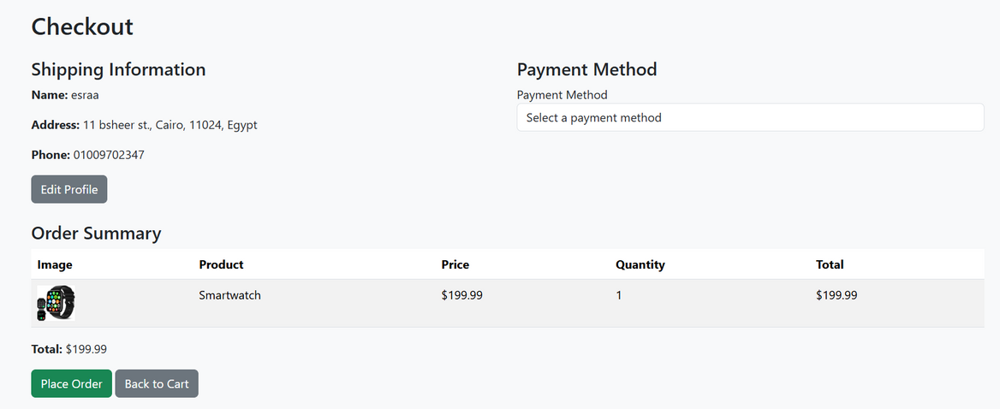 Checkout
Shipping Information
Name: esraa
Address: 11 bsheer st., Cairo, 11024, Egypt
Phone: 01009702347
Edit Profile
Payment Method
Payment Method
Select a payment method
Order Summary
Image Product Price Quantity Total
Smartwatch $199.99 1 $199.99
Total: $199.99
Place Order Back to Cart